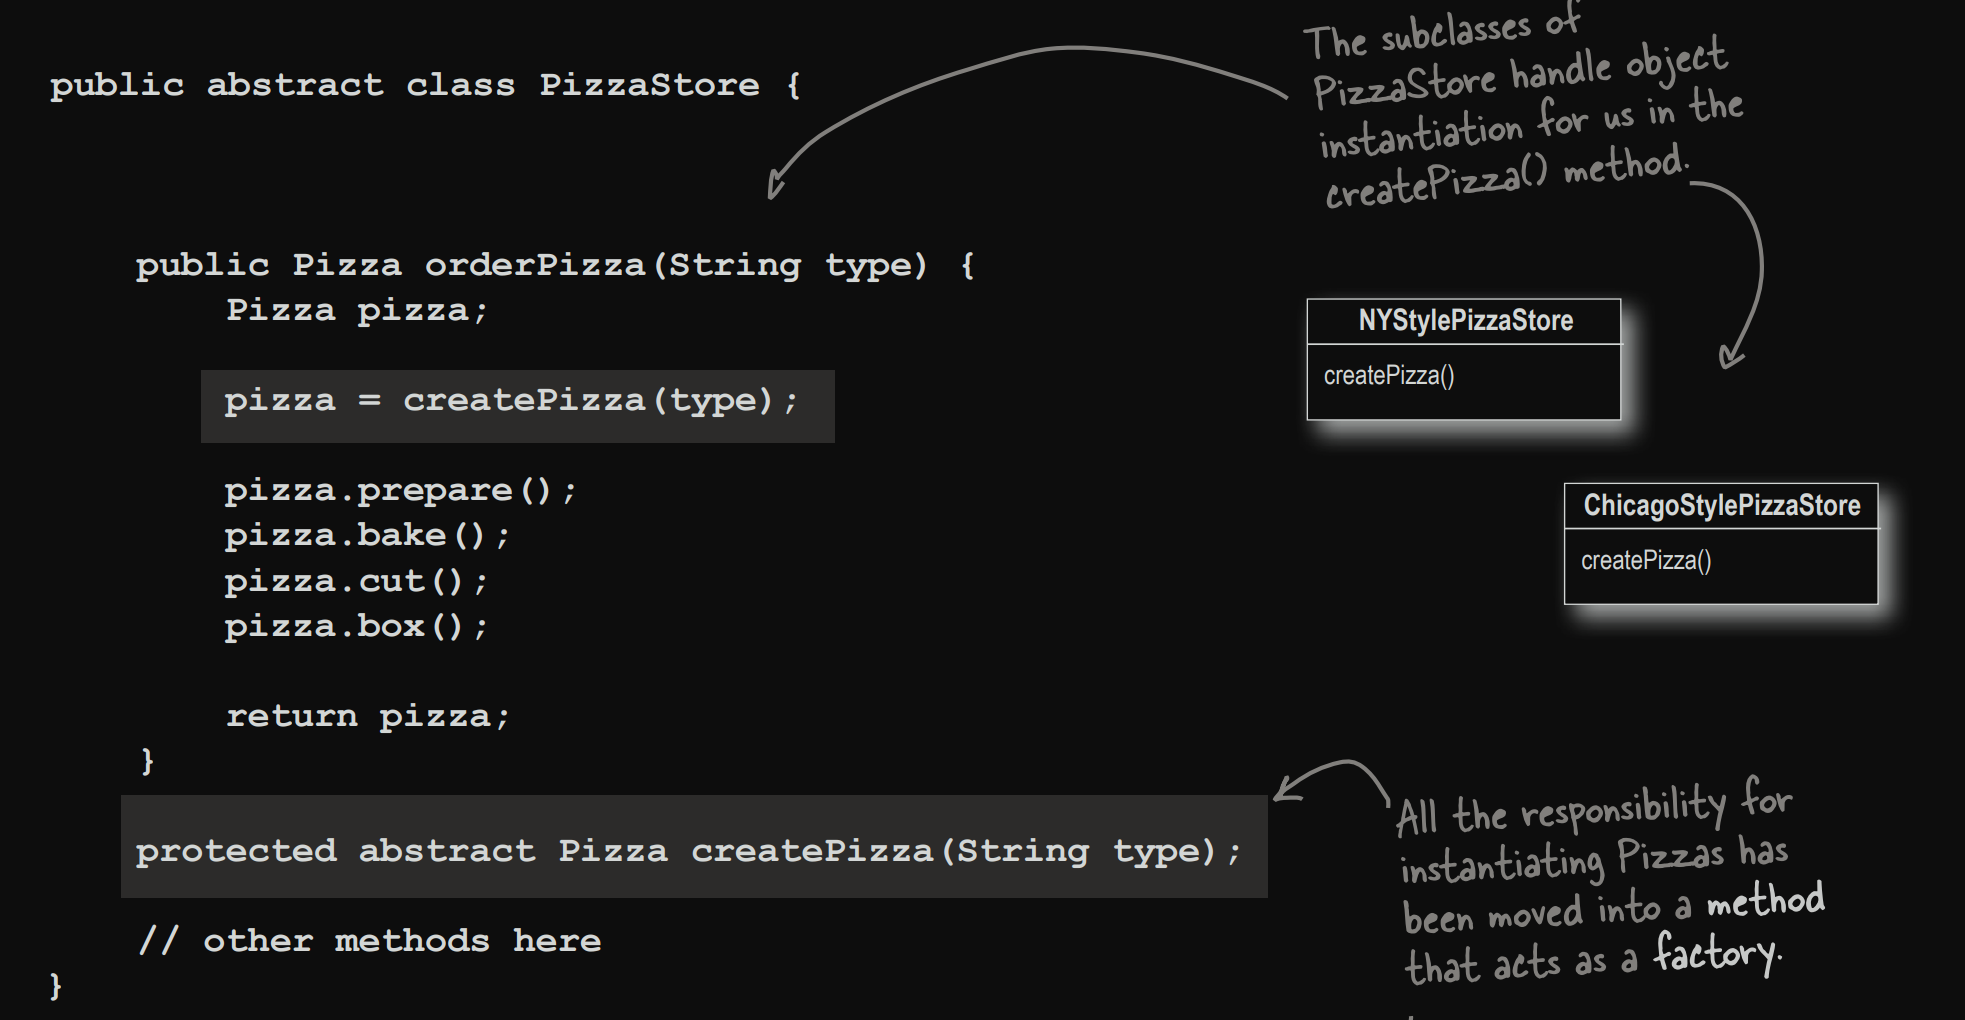 The subclasses of
PizzaStore handle object
instantiation for us in the
createPizza() method.
public abstract class PizzaStore {
public Pizza orderPizza(String type) {
Pizza pizza;
pizza = createPizza(type);
pizza.prepare();
pizza.bake();
pizza.cut();
pizza.box();
return pizza;
}
protected abstract Pizza createPizza(String type);
// other methods here
}
NYStylePizzaStore
createPizza()
ChicagoStylePizzaStore
createPizza()
All the responsibility for
instantiating Pizzas has
been moved into a method
that acts as a factory.